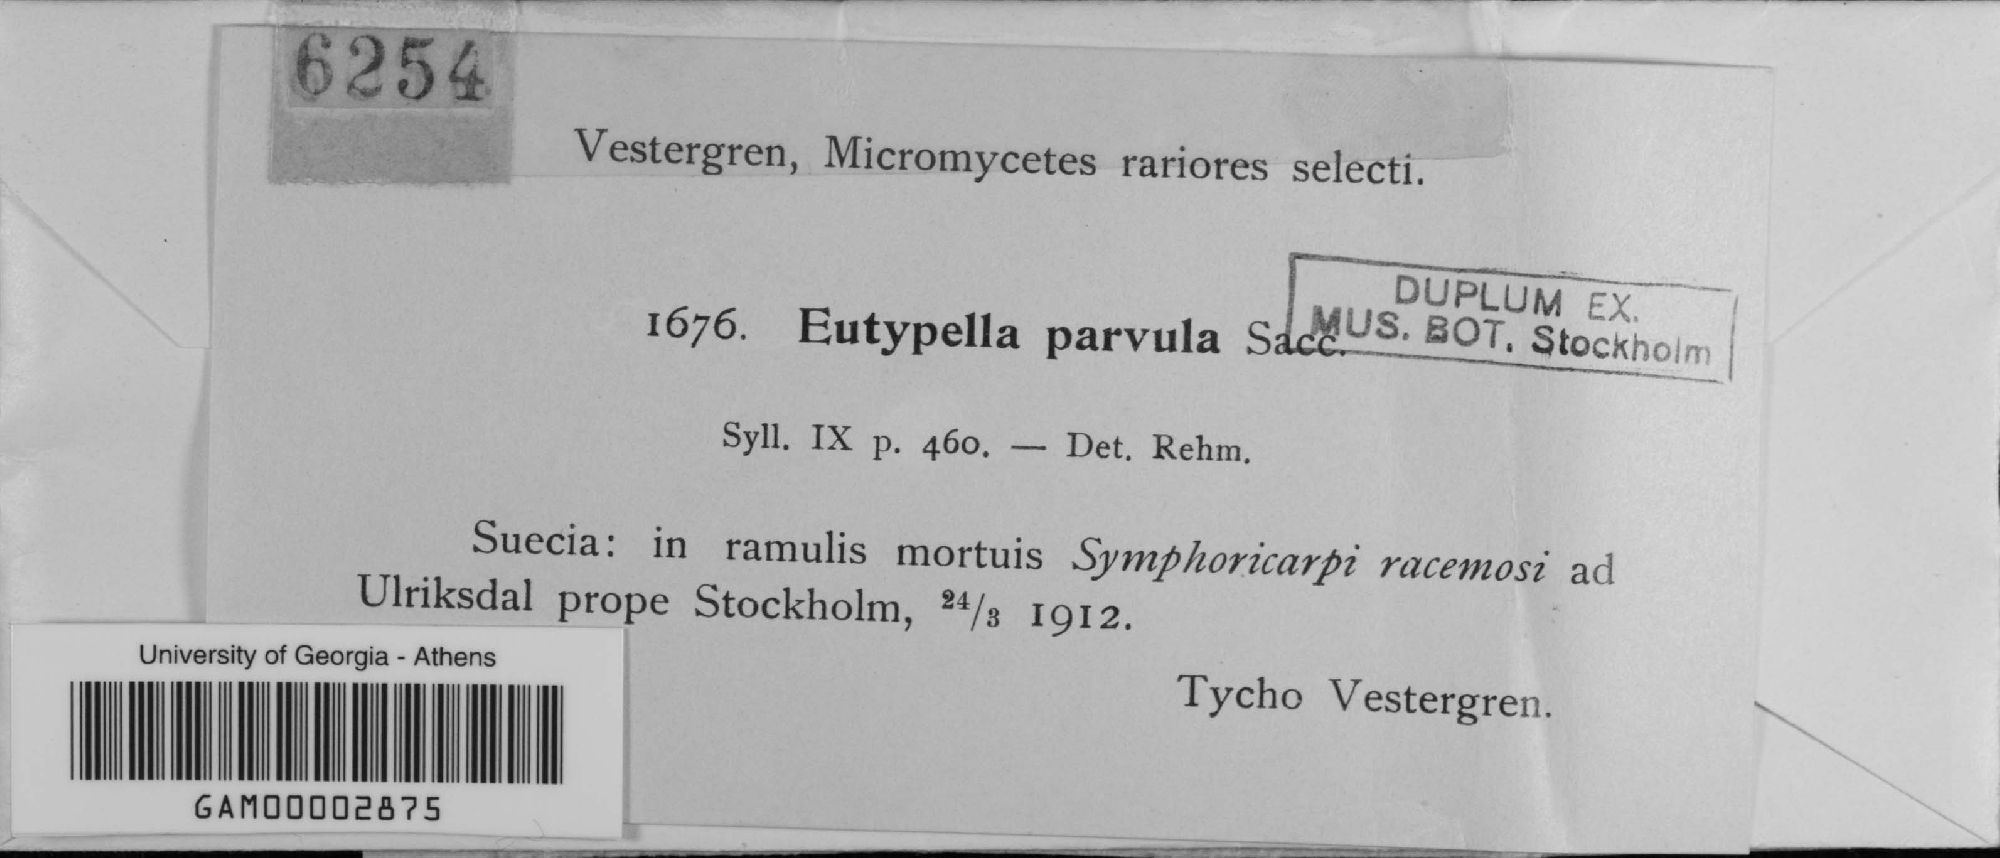 6254
Vestergren, Micromycetes rariores selecti.
DUPLUM EX.
MUS. BOT. Stockholm
1676. Eutypella parvula Sacc.
Syll. IX p. 460. — Det. Rehm.
Suecia: in ramulis mortuis Symphoricarpi racemosi ad
Ulriksdal prope Stockholm, 24/3 1912.
Tycho Vestergren.
University of Georgia - Athens
GAM00002875